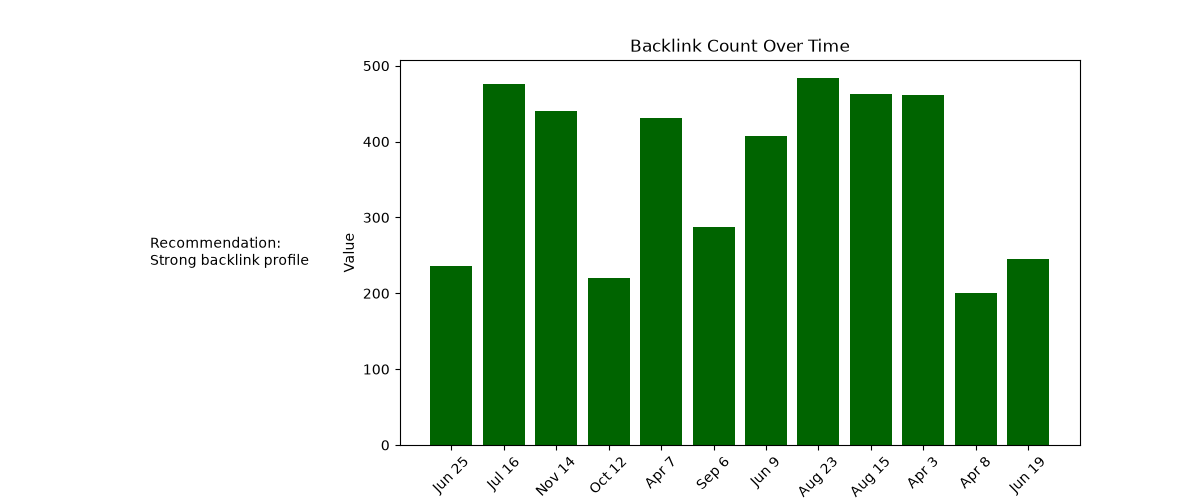 Backlink Count Over Time
Recommendation:
Strong backlink profile
Value
500
400
300
200
100
0
Jun 25
Jul 16
Nov 14
Oct 12
Apr 7
Sep 6
Jun 9
Aug 23
Aug 15
Apr 3
Apr 8
Jun 19